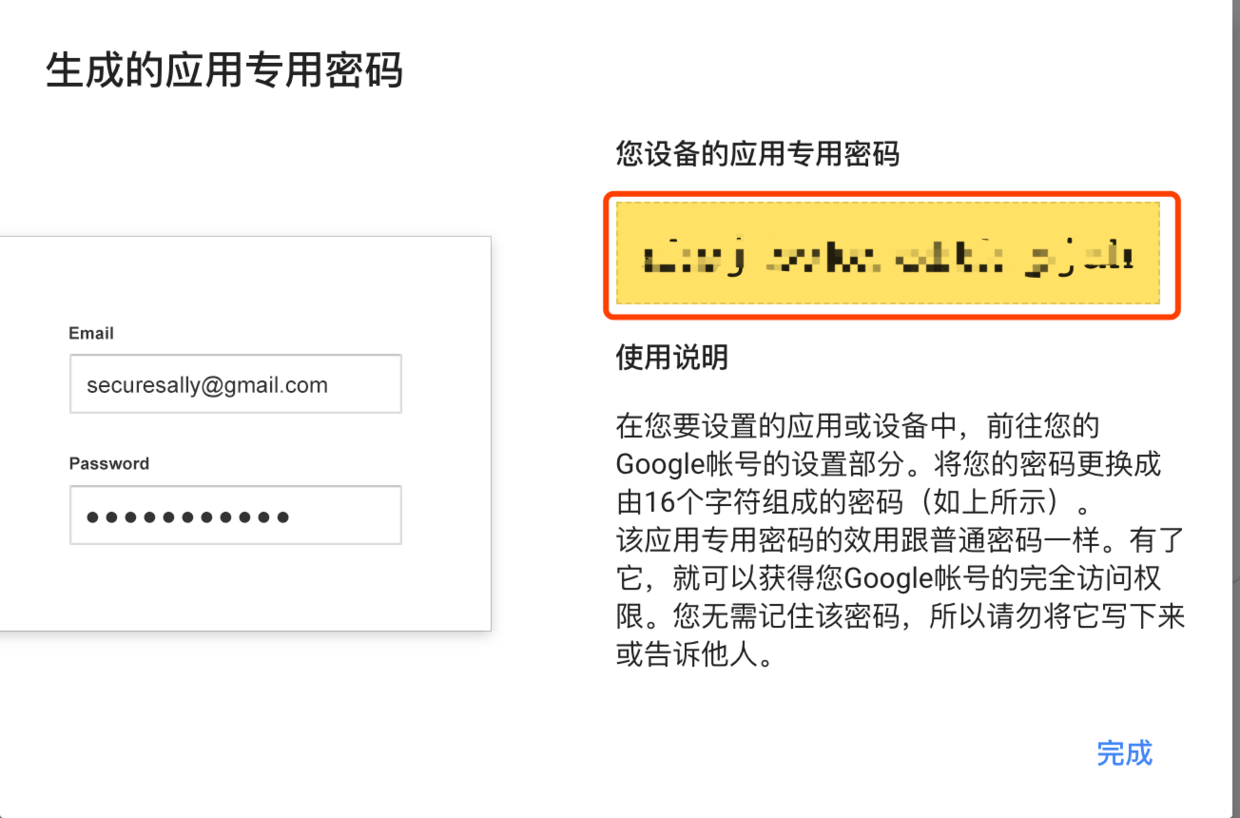 生成的应用专用密码
您设备的应用专用密码
Email
securesally@gmail.com
Password
使用说明
在您要设置的应用或设备中，前往您的
Google帐号的设置部分。将您的密码更换成
由16个字符组成的密码（如上所示）。
该应用专用密码的效用跟普通密码一样。有了
它，就可以获得您Google帐号的完全访问权
限。您无需记住该密码，所以请勿将它写下来
或告诉他人。
完成